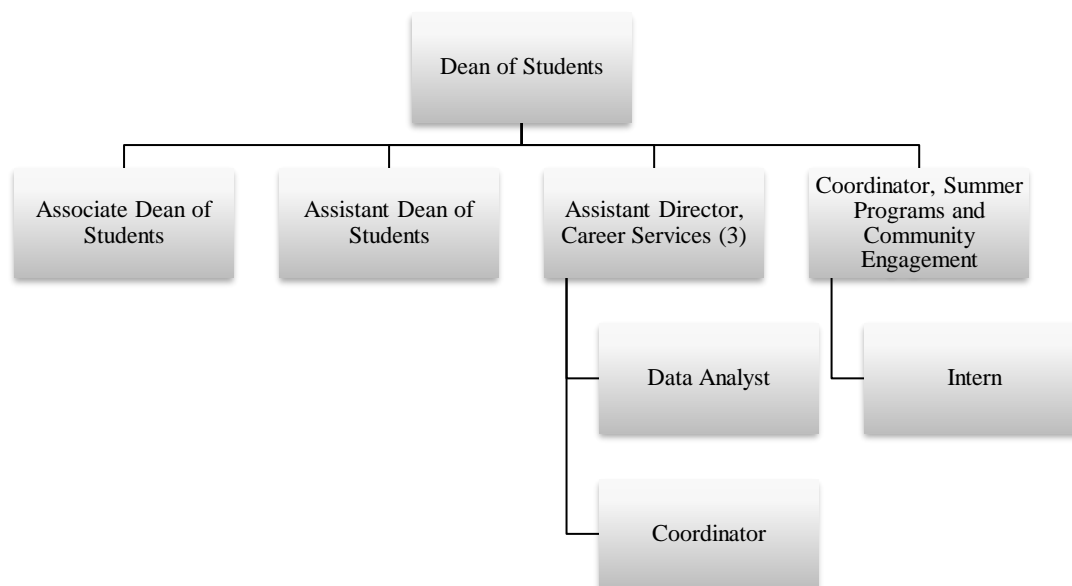 Dean of Students
Associate Dean of
Students
Assistant Dean of
Students
Assistant Director,
Career Services (3)
Coordinator, Summer
Programs and
Community
Engagement
Data Analyst
Intern
Coordinator